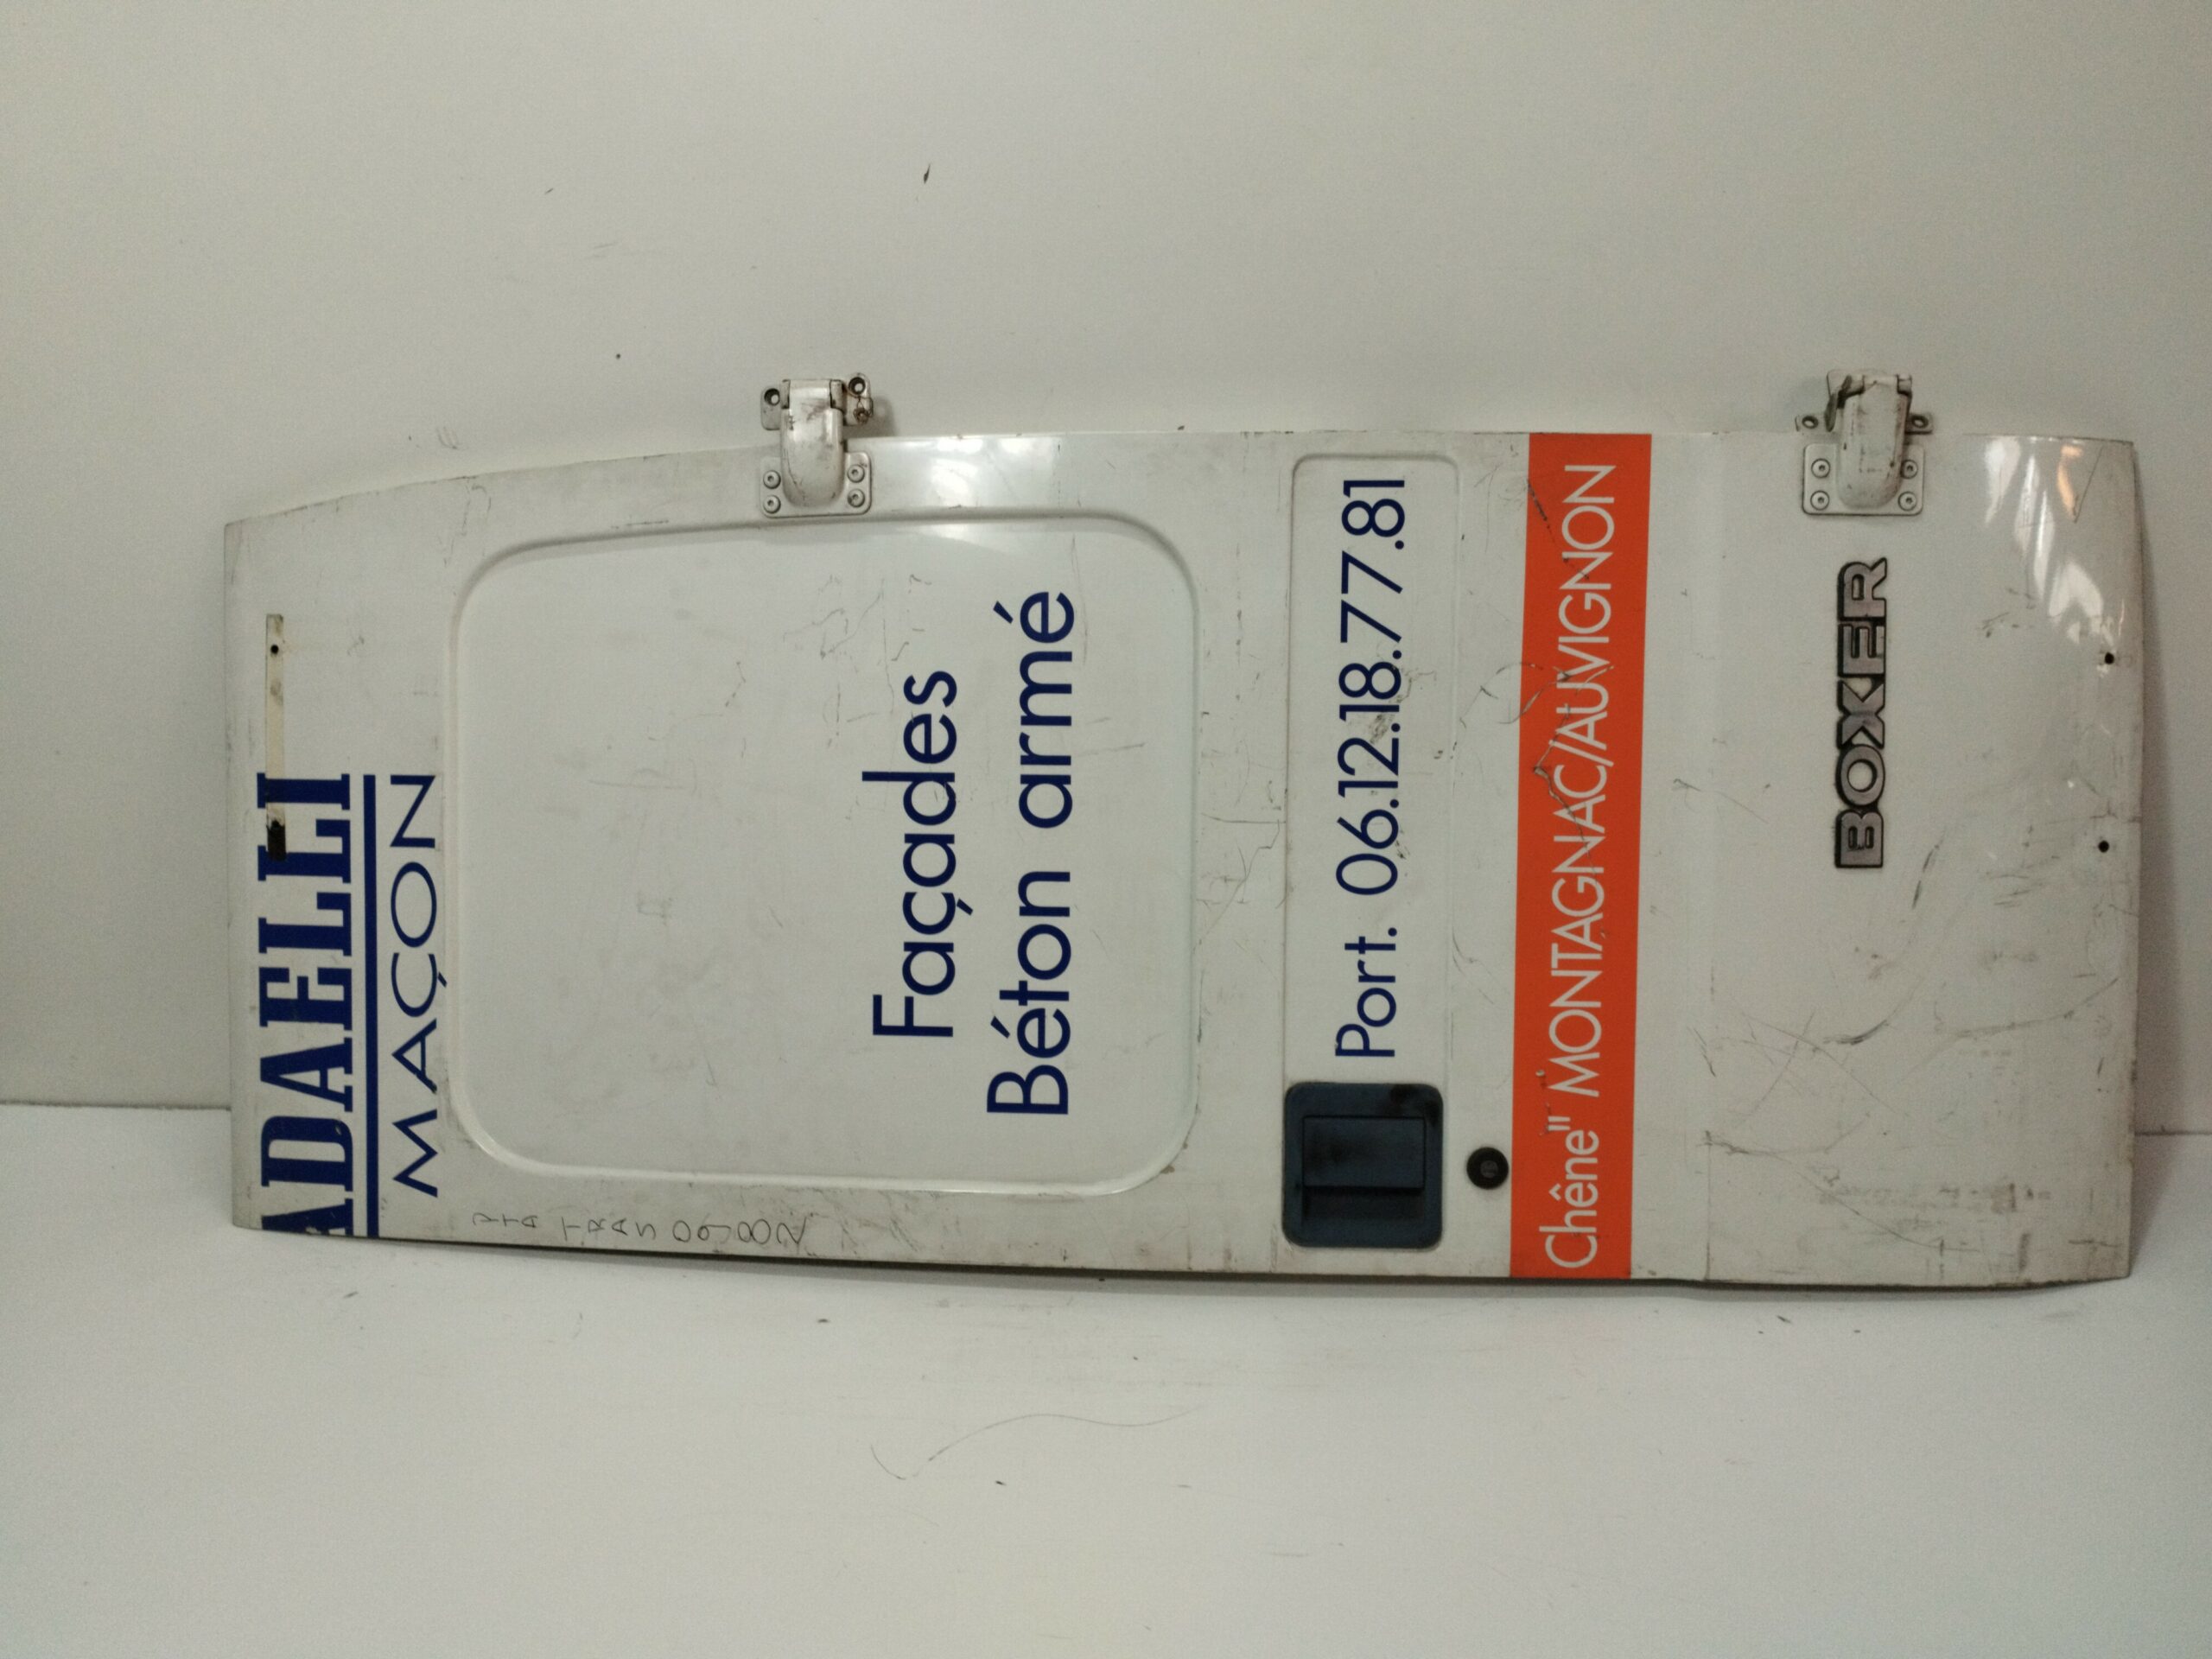 ADAELLI
MAÇON
Façades
Béton armé
Port. 06.12.18.77.81
Chêne" MONTAGNAC/AUVIGNON
BOXER